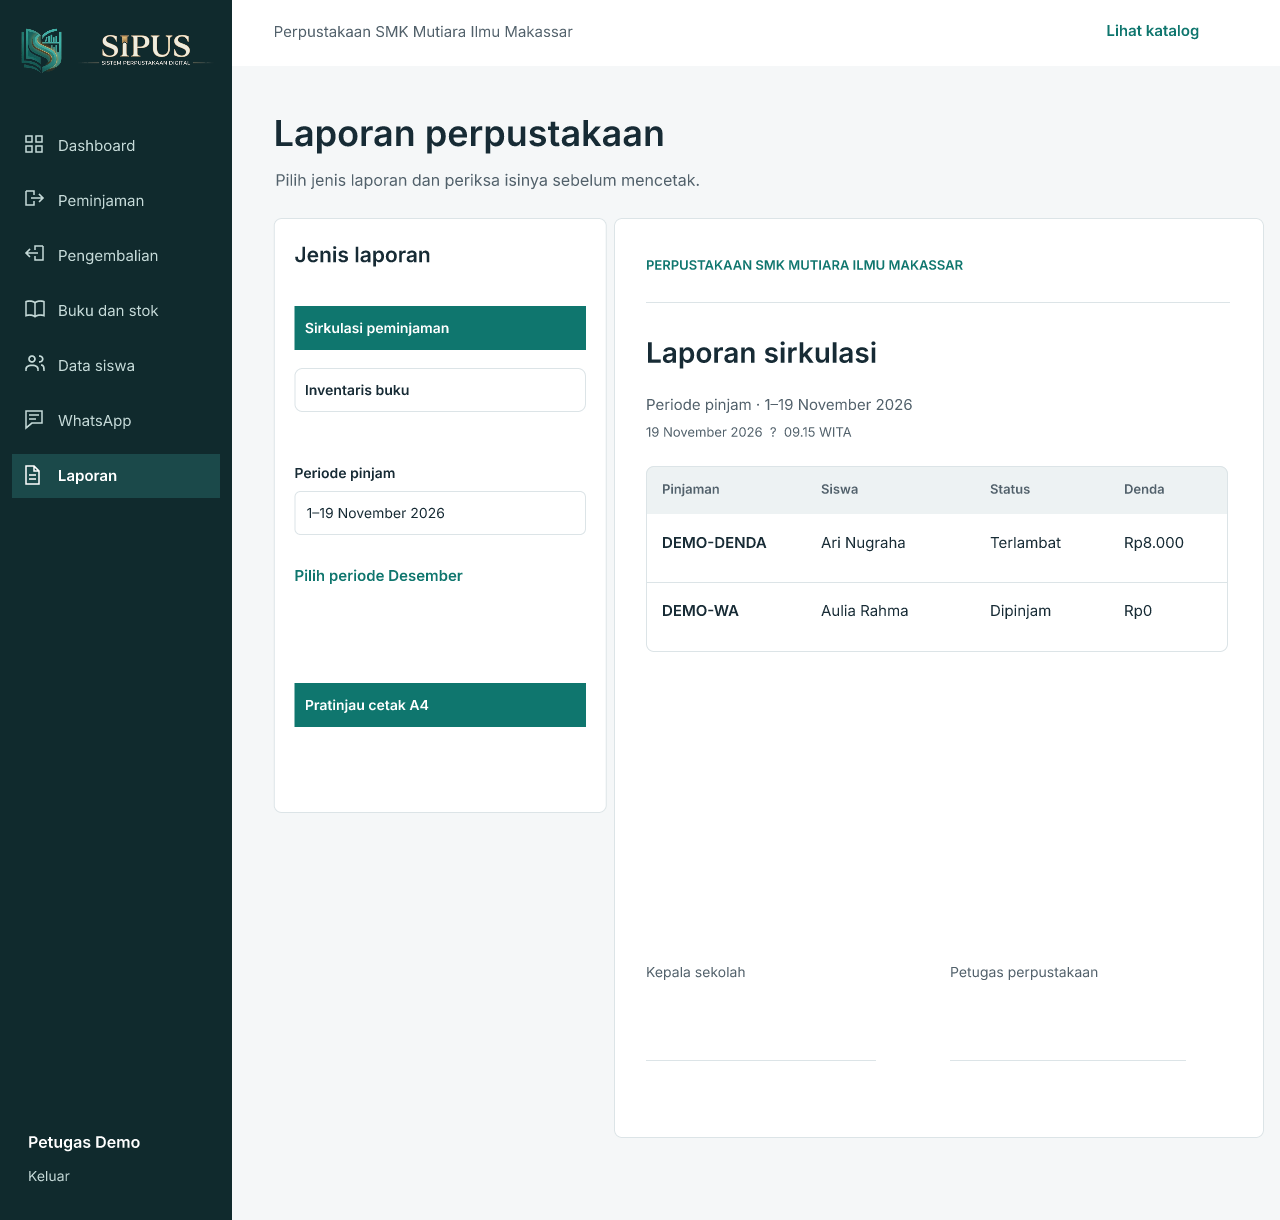 SIPUS
SISTEM PERPUSTAKAAN DIGITAL
Dashboard
Peminjaman
Pengembalian
Buku dan stok
Data siswa
WhatsApp
Laporan
Petugas Demo
Keluar
Perpustakaan SMK Mutiara Ilmu Makassar
Lihat katalog
Laporan perpustakaan
Pilih jenis laporan dan periksa isinya sebelum mencetak.
Jenis laporan
Sirkulasi peminjaman
Inventaris buku
Periode pinjam
1–19 November 2026
Pilih periode Desember
Pratinjau cetak A4
PERPUSTAKAAN SMK MUTIARA ILMU MAKASSAR
Laporan sirkulasi
Periode pinjam · 1–19 November 2026
19 November 2026 ? 09.15 WITA
Pinjaman Siswa Status Denda
DEMO-DENDA Ari Nugraha Terlambat Rp8.000
DEMO-WA Aulia Rahma Dipinjam Rp0
Kepala sekolah Petugas perpustakaan